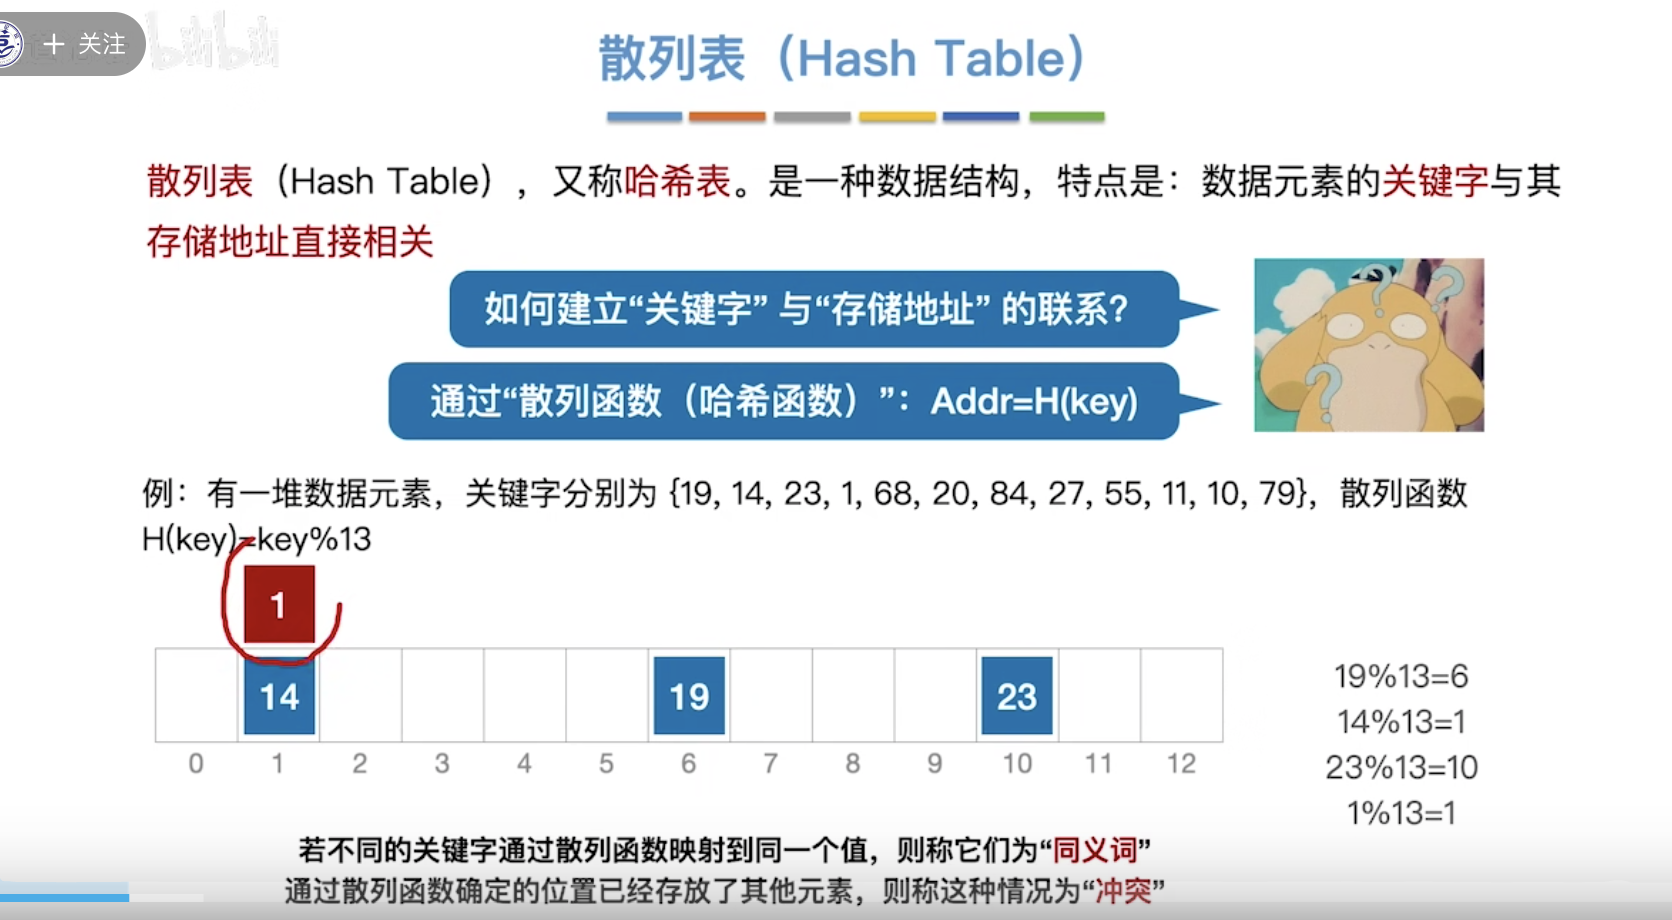 + 关注
bilibili
散列表（Hash Table）
散列表（Hash Table），又称哈希表。是一种数据结构，特点是：数据元素的关键字与其
存储地址直接相关
如何建立“关键字” 与“存储地址” 的联系？
通过“散列函数（哈希函数）”：Addr=H(key)
例：有一堆数据元素，关键字分别为 {19, 14, 23, 1, 68, 20, 84, 27, 55, 11, 10, 79}，散列函数
H(key)=key%13
1
14 19 23
0 1 2 3 4 5 6 7 8 9 10 11 12
19%13=6
14%13=1
23%13=10
1%13=1
若不同的关键字通过散列函数映射到同一个值，则称它们为“同义词”
通过散列函数确定的位置已经存放了其他元素，则称这种情况为“冲突”